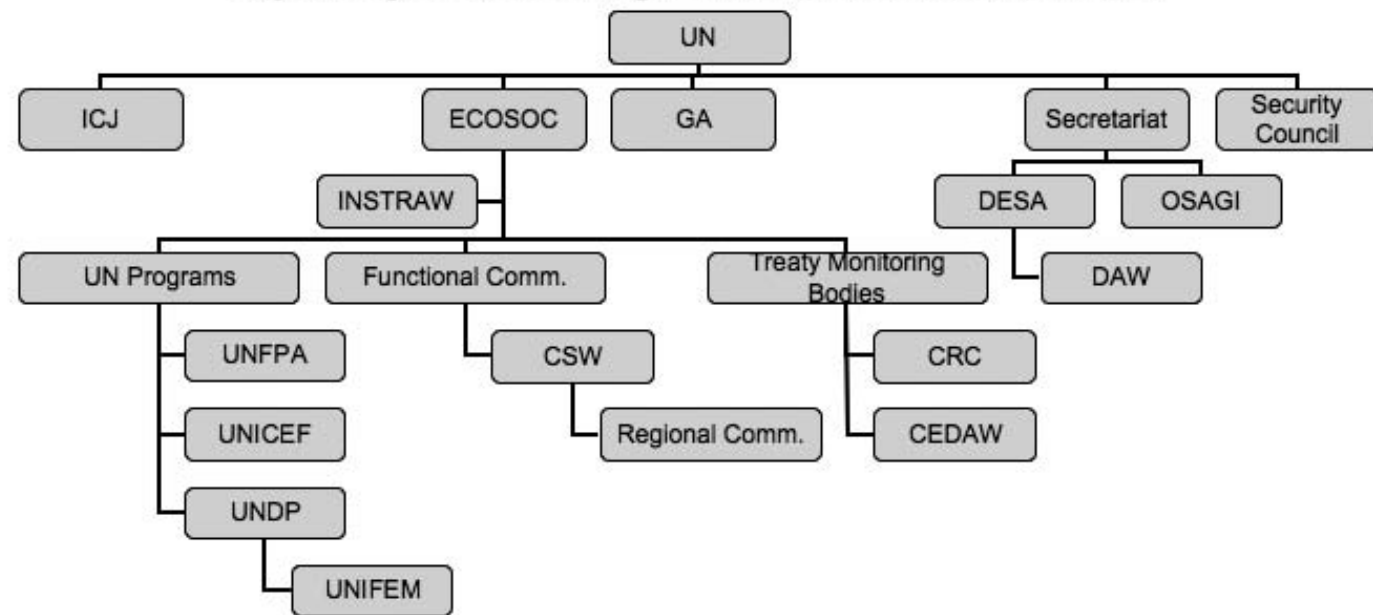 UN
ICJ
ECOSOC
GA
Secretariat
Security
Council
INSTRAW
DESA
OSAGI
UN Programs
Functional Comm.
Treaty Monitoring
Bodies
DAW
UNFPA
CSW
CRC
UNICEF
Regional Comm.
CEDAW
UNDP
UNIFEM